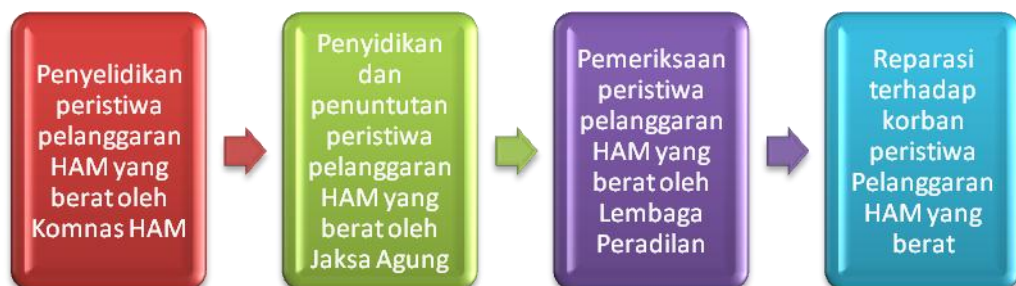 Penyelidikan
peristiwa
pelanggaran
HAM yang
berat oleh
Komnas HAM
Penyidikan
dan
penuntutan
peristiwa
pelanggaran
HAM yang
berat oleh
Jaksa Agung
Pemeriksaan
peristiwa
pelanggaran
HAM yang
berat oleh
Lembaga
Peradilan
Reparasi
terhadap
korban
peristiwa
Pelanggaran
HAM yang
berat